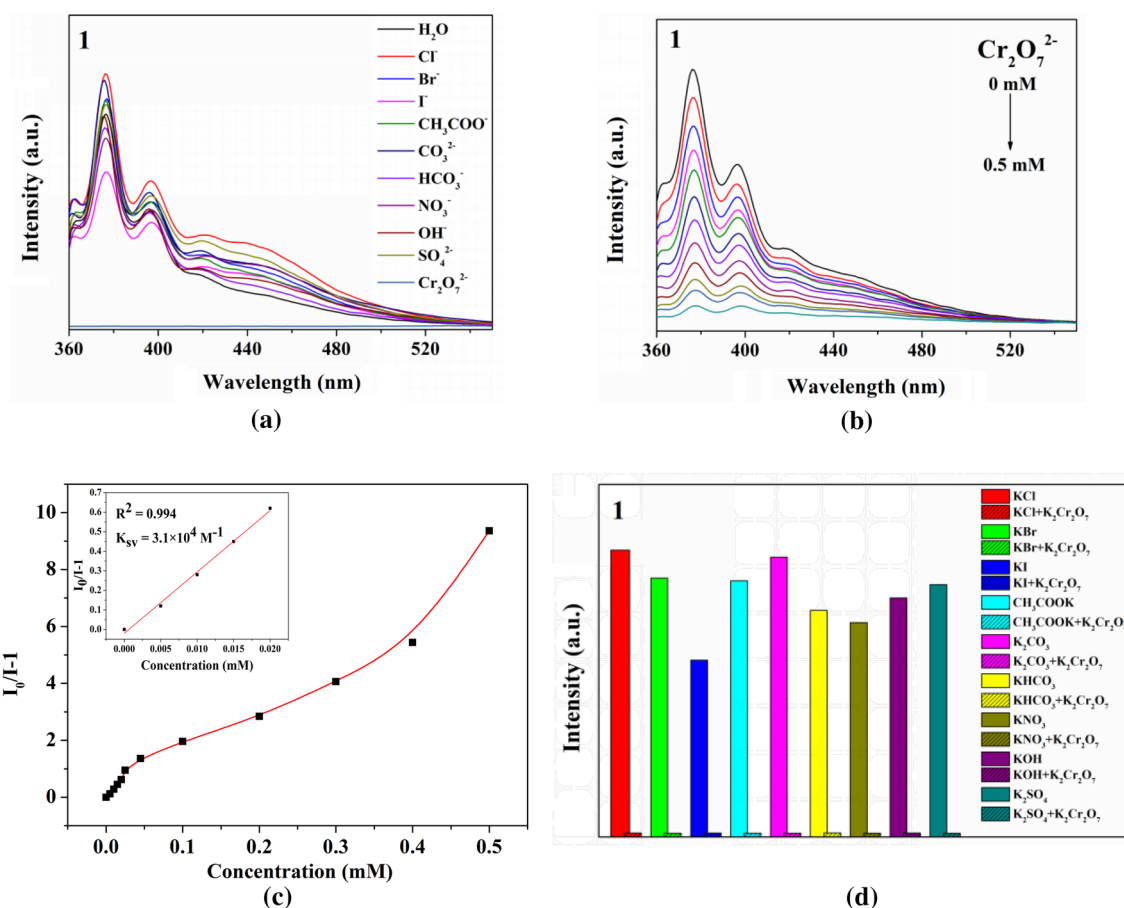 1
H₂O
Cl⁻
Br⁻
I⁻
CH₃COO⁻
CO₃²⁻
HCO₃⁻
NO₃⁻
OH⁻
SO₄²⁻
Cr₂O₇²⁻
Intensity (a.u.)
360 400 440 480 520
Wavelength (nm)
(a)
1
Cr₂O₇²⁻
0 mM
0.5 mM
Intensity (a.u.)
360 400 440 480 520
Wavelength (nm)
(b)
R² = 0.994
K_SV = 3.1×10⁴ M⁻¹
I₀/I-1
0.7
0.6
0.5
0.4
0.3
0.2
0.1
0.0
0.000 0.005 0.010 0.015 0.020
Concentration (mM)
I₀/I-1
10
8
6
4
2
0
0.0 0.1 0.2 0.3 0.4 0.5
Concentration (mM)
(c)
1
Intensity (a.u.)
KCl
KCl+K₂Cr₂O₇
KBr
KBr+K₂Cr₂O₇
KI
KI+K₂Cr₂O₇
CH₃COOK
CH₃COOK+K₂Cr₂O
K₂CO₃
K₂CO₃+K₂Cr₂O₇
KHCO₃
KHCO₃+K₂Cr₂O₇
KNO₃
KNO₃+K₂Cr₂O₇
KOH
KOH+K₂Cr₂O₇
K₂SO₄
K₂SO₄+K₂Cr₂O₇
(d)